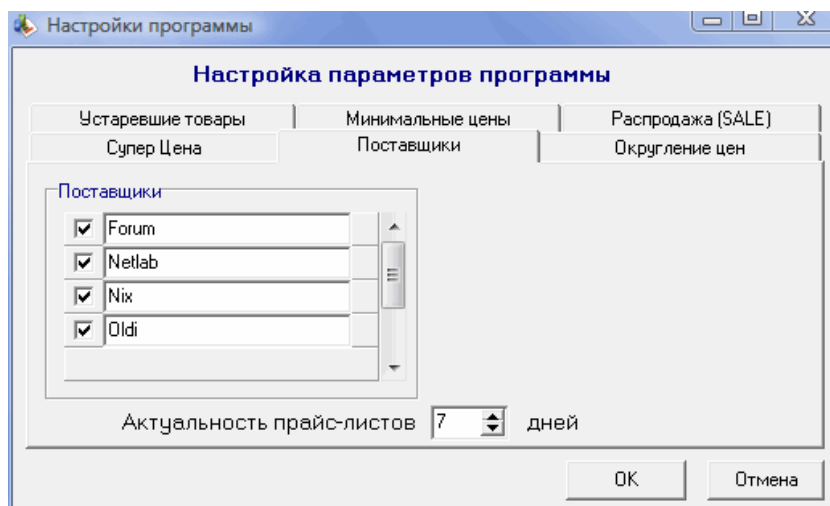 Настройки программы
Настройка параметров программы
Устаревшие товары Минимальные цены Распродажа (SALE)
Супер Цена Поставщики Округление цен
Поставщики
Forum
Netlab
Nix
Oldi
Актуальность прайс-листов 7 дней
OK Отмена